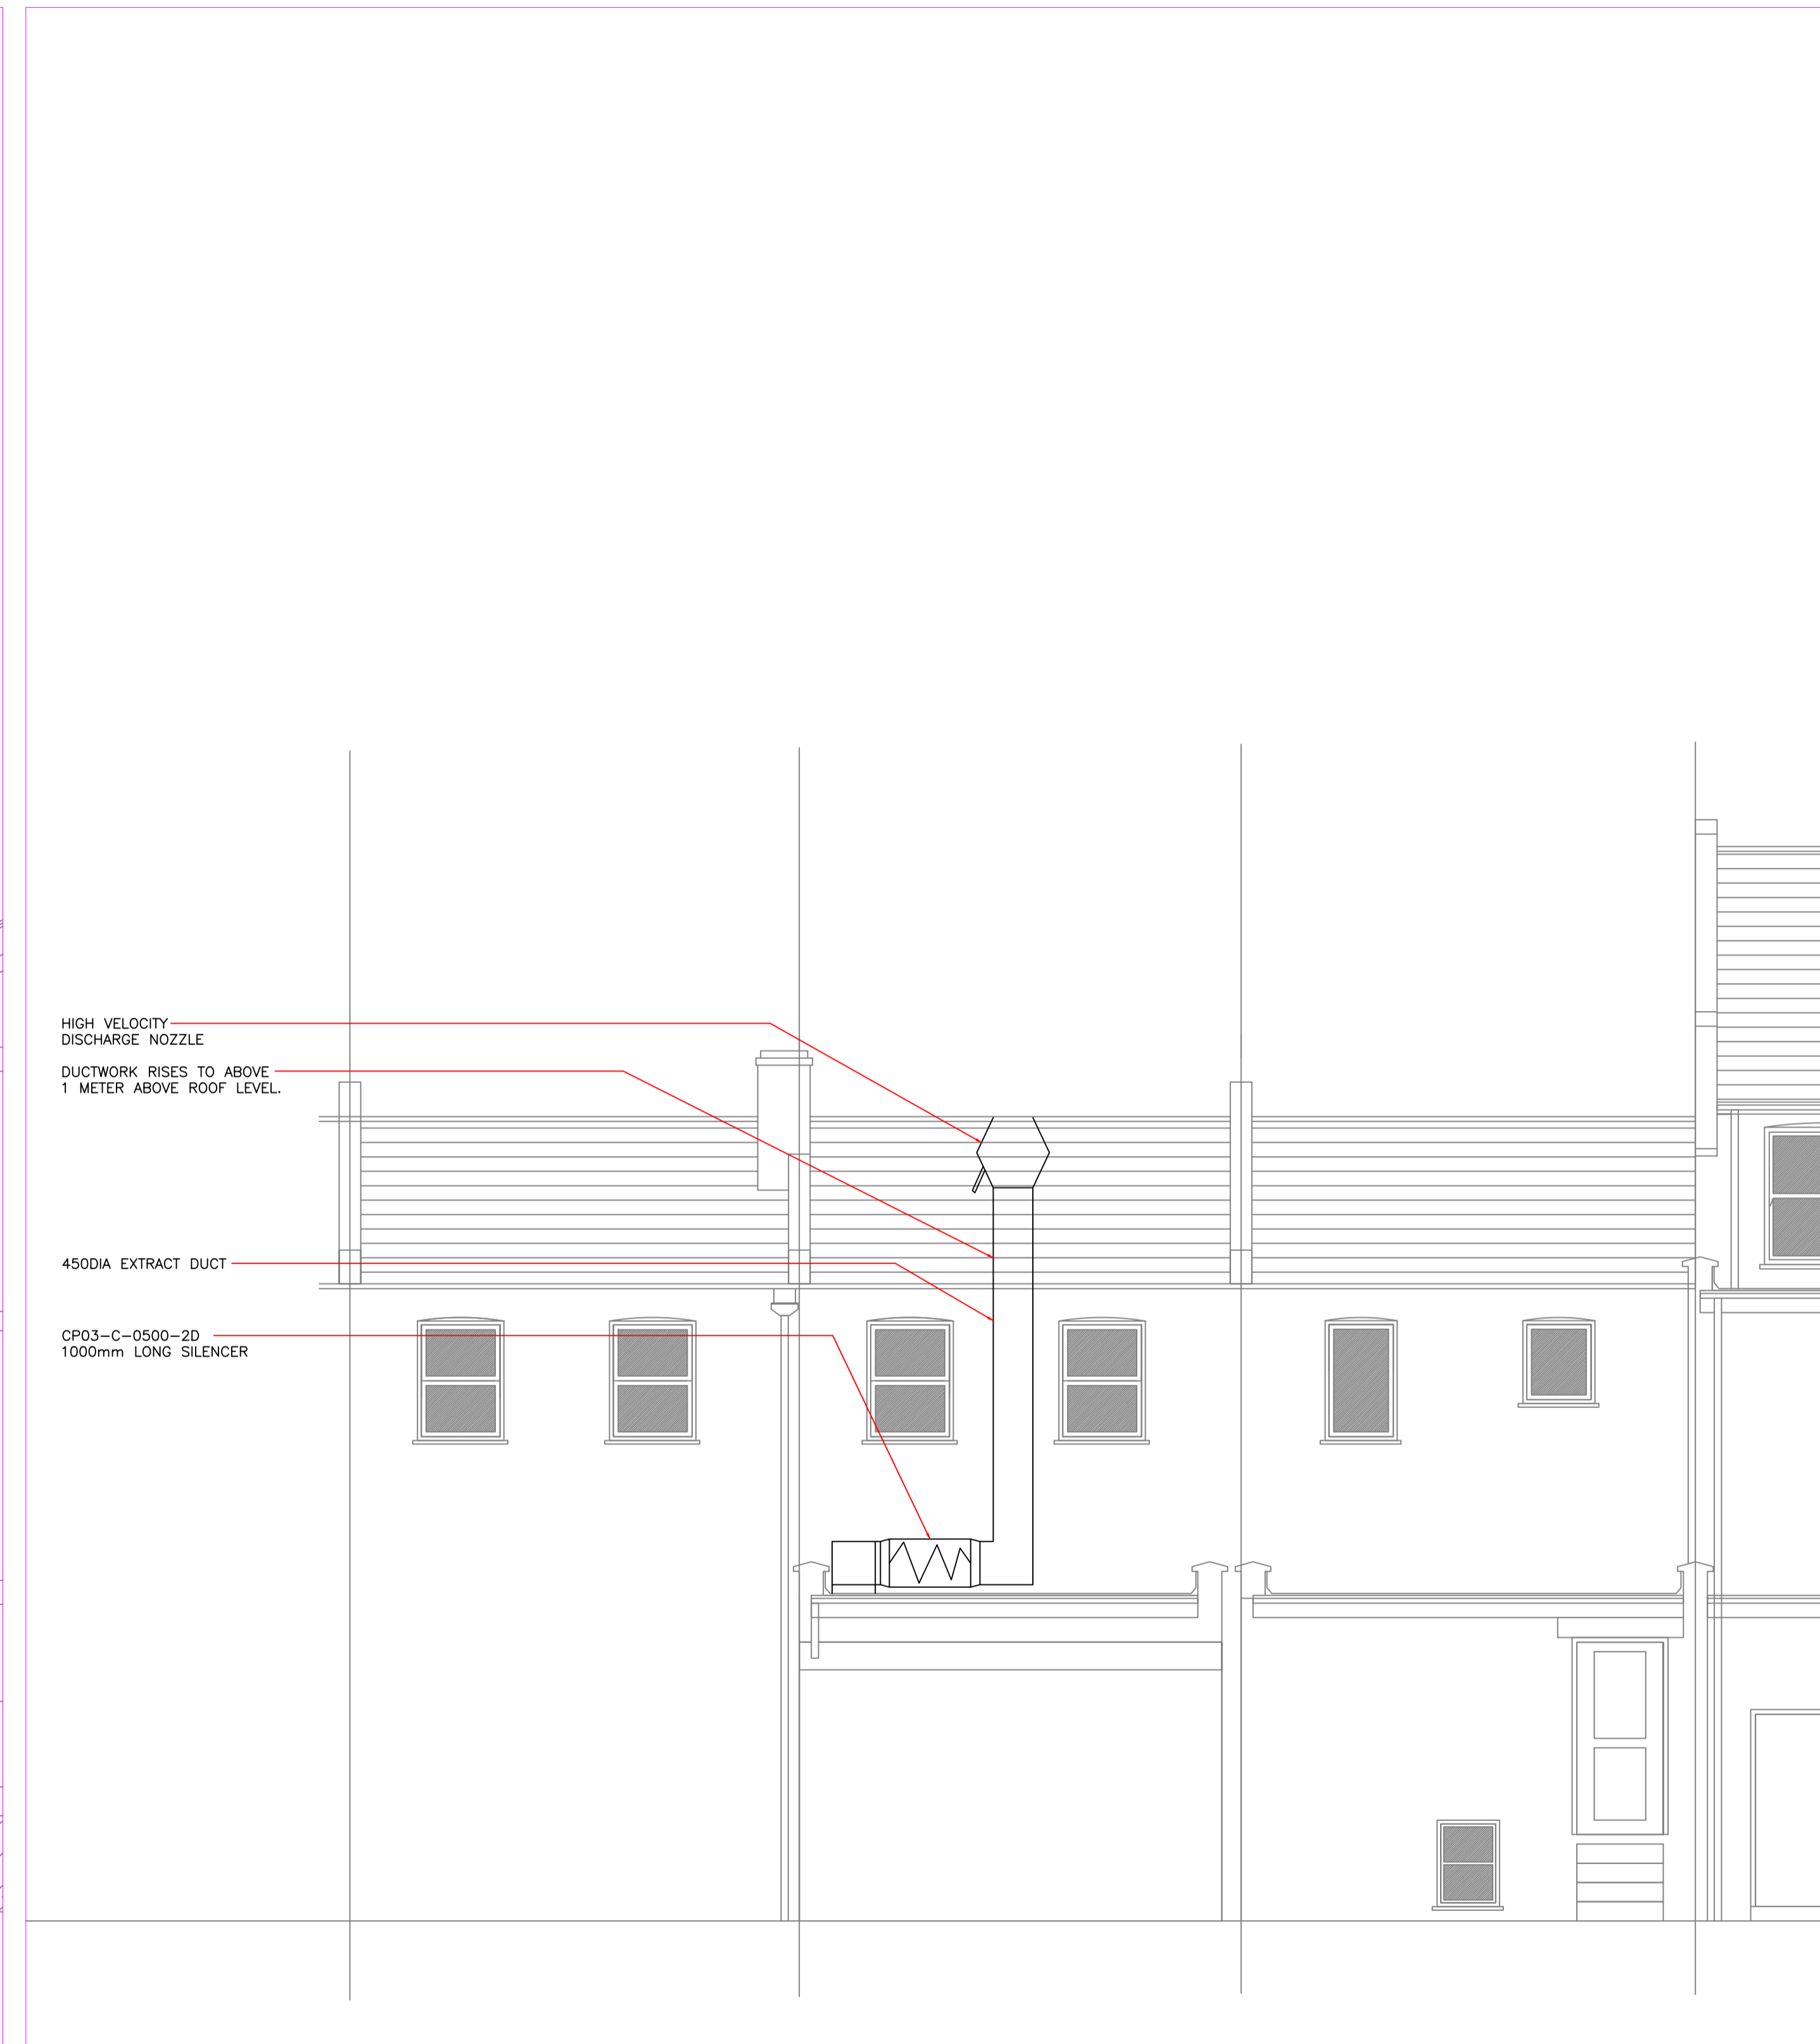 HIGH VELOCITY
DISCHARGE NOZZLE
DUCTWORK RISES TO ABOVE
1 METER ABOVE ROOF LEVEL.
450DIA EXTRACT DUCT
CP03-C-0500-2D
1000mm LONG SILENCER